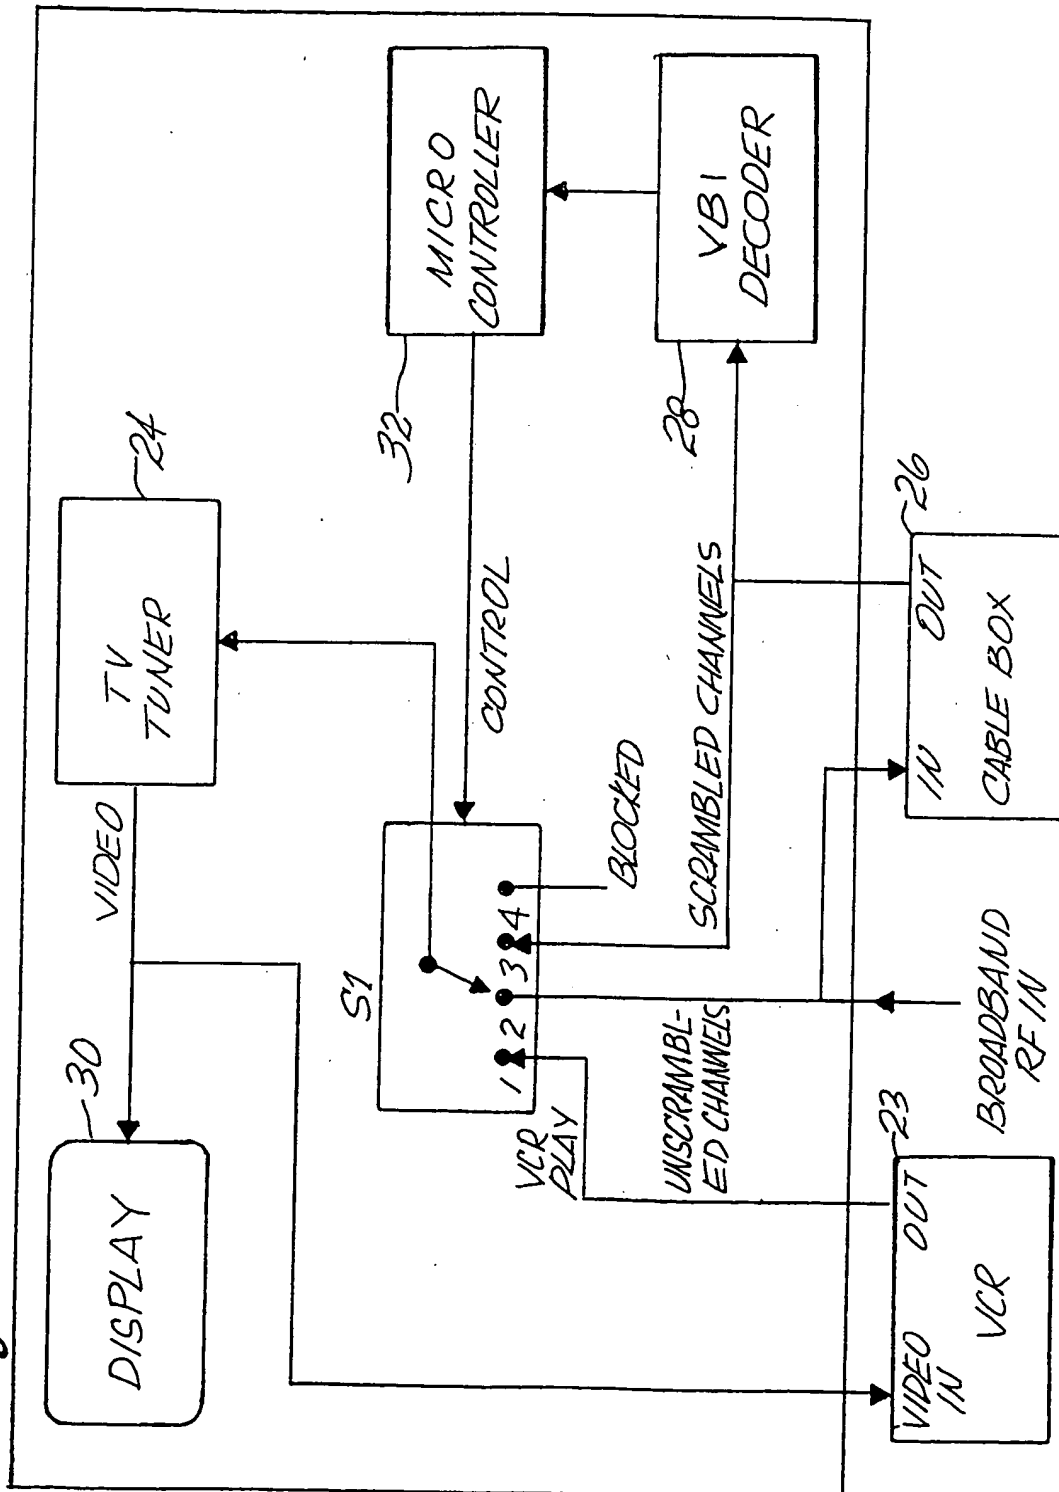 DISPLAY
30
VIDEO
TV
TUNER
24
S1
1 2 3 4
CONTROL
MICRO
CONTROLLER
32
VCR
PLAY
BLOCKED
UNSCRAMBL-
ED CHANNELS
SCRAMBLED CHANNELS
VBI
DECODER
28
VIDEO
IN
OUT
VCR
23
BROADBAND
RF IN
IN
OUT
CABLE BOX
26